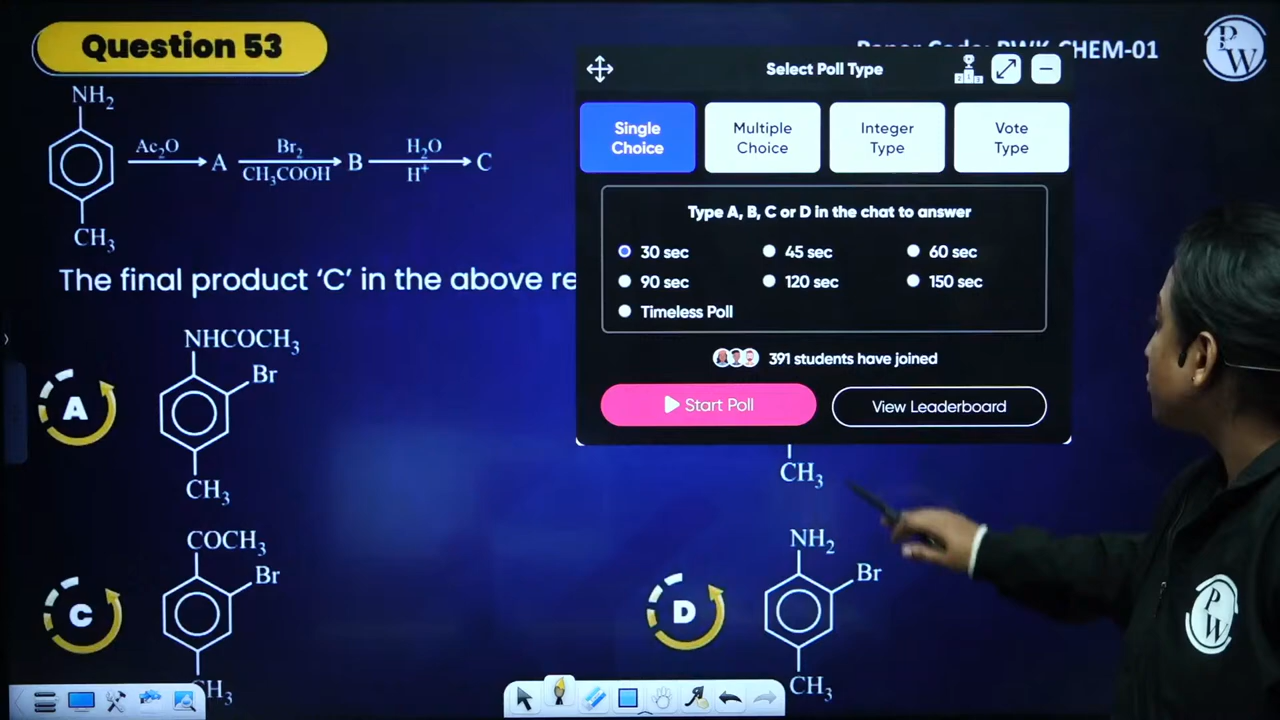 Question 53
CHEM-01
PW
NH₂
CH₃
Ac₂O
A
Br₂
CH₃COOH
B
H₂O
H⁺
C
The final product ‘C’ in the above re
Select Poll Type
Single Choice
Multiple Choice
Integer Type
Vote Type
Type A, B, C or D in the chat to answer
30 sec
45 sec
60 sec
90 sec
120 sec
150 sec
Timeless Poll
391 students have joined
Start Poll
View Leaderboard
A
NHCOCH₃
Br
CH₃
CH₃
C
COCH₃
Br
CH₃
D
NH₂
Br
CH₃
PW